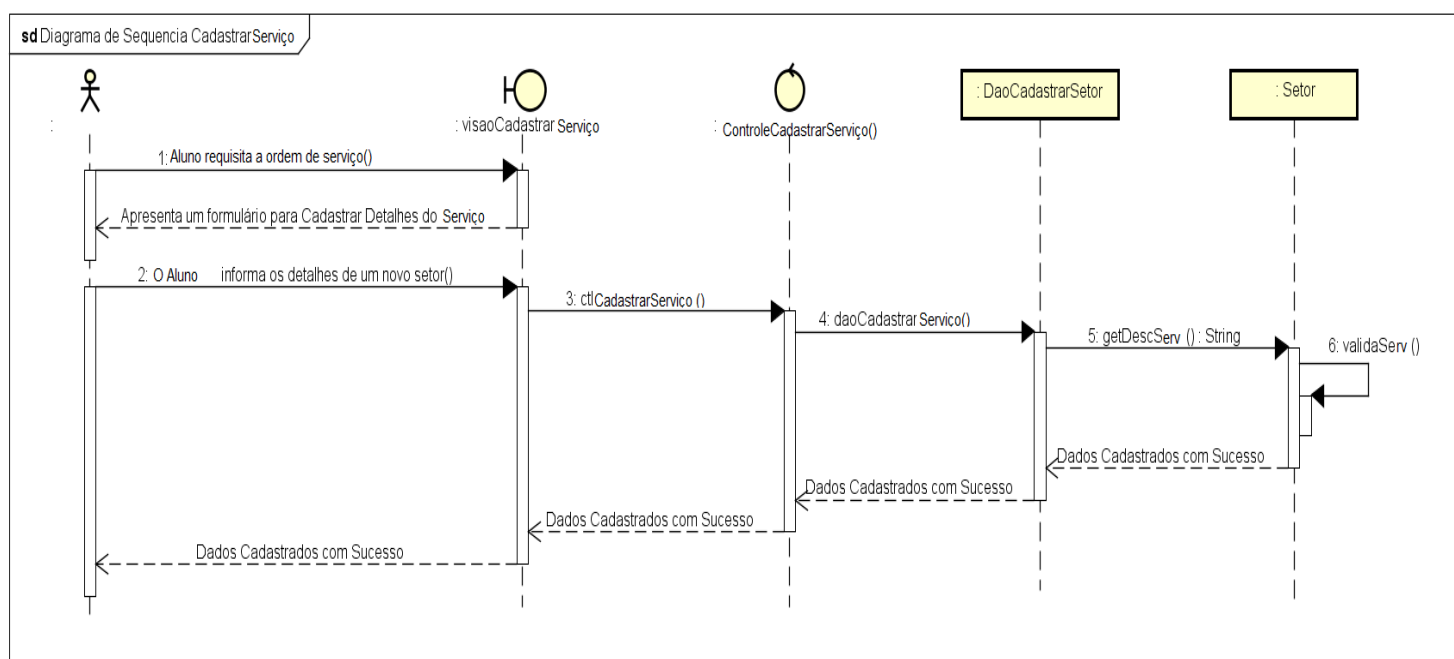 sd Diagrama de Sequencia CadastrarServiço
:
: visaoCadastrar Serviço
: ControleCadastrarServiço()
: DaoCadastrarSetor
: Setor
1: Aluno requisita a ordem de serviço()
Apresenta um formulário para Cadastrar Detalhes do Serviço
2: O Aluno informa os detalhes de um novo setor()
3: ctlCadastrarServico ()
4: daoCadastrar Servico()
5: getDescServ () : String
6: validaServ ()
Dados Cadastrados com Sucesso
Dados Cadastrados com Sucesso
Dados Cadastrados com Sucesso
Dados Cadastrados com Sucesso